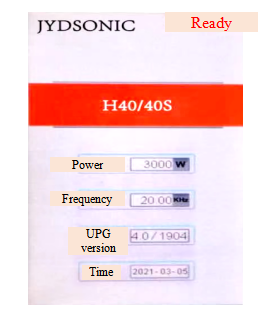 JYDSONIC Ready
H40/40S
Power 3000 W
Frequency 20 00 KHz
UPG version 4 0 / 1904
Time 2021-03-05